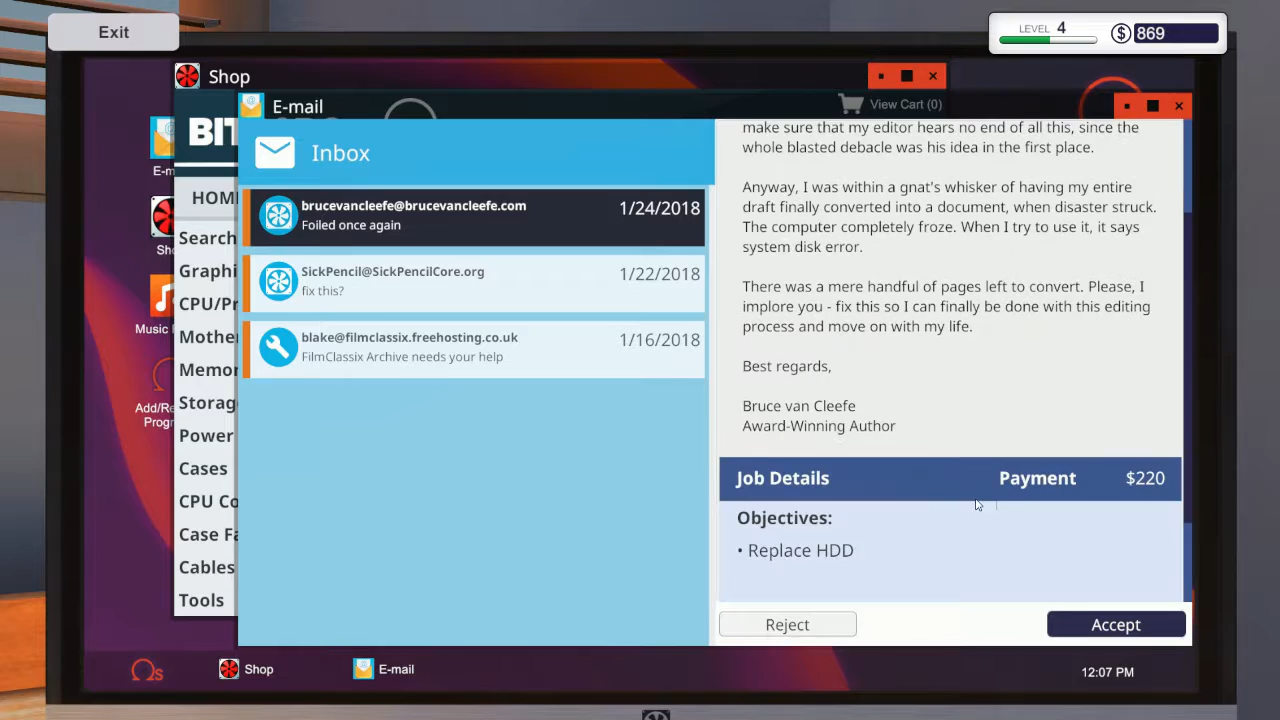 Exit
LEVEL 4
$ 869
Shop
E-mail
View Cart (0)
BIT
Inbox
HOM
Search
Graphi
CPU/Pr
Mother
Memor
Storag
Power
Cases
CPU Co
Case Fa
Cables
Tools
E-m
Sho
Music
Add/Re
Progr
brucevancleefe@brucevancleefe.com
1/24/2018
Foiled once again
SickPencil@SickPencilCore.org
1/22/2018
fix this?
blake@filmclassix.freehosting.co.uk
1/16/2018
FilmClassix Archive needs your help
make sure that my editor hears no end of all this, since the
whole blasted debacle was his idea in the first place.
Anyway, I was within a gnat's whisker of having my entire
draft finally converted into a document, when disaster struck.
The computer completely froze. When I try to use it, it says
system disk error.
There was a mere handful of pages left to convert. Please, I
implore you - fix this so I can finally be done with this editing
process and move on with my life.
Best regards,
Bruce van Cleefe
Award-Winning Author
Job Details
Payment
$220
Objectives:
• Replace HDD
Reject
Accept
Ωs
Shop
E-mail
12:07 PM